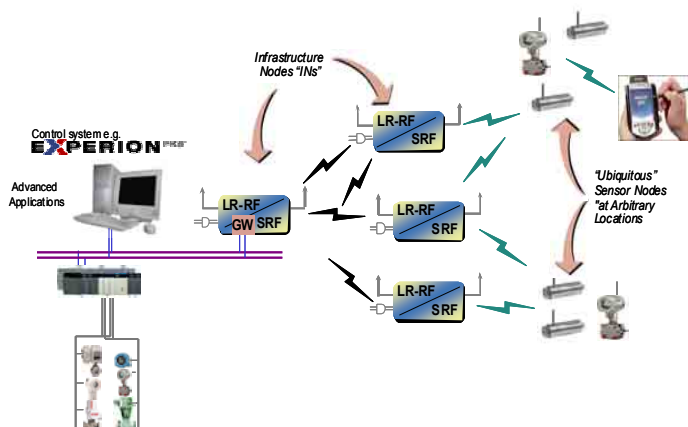 Infrastructure
Nodes “INs”
Control system e.g.
EXPERION PKS
Advanced
Applications
LR-RF
SRF
LR-RF
GW SRF
LR-RF
SRF
LR-RF
SRF
“Ubiquitous”
Sensor Nodes
"at Arbitrary
Locations